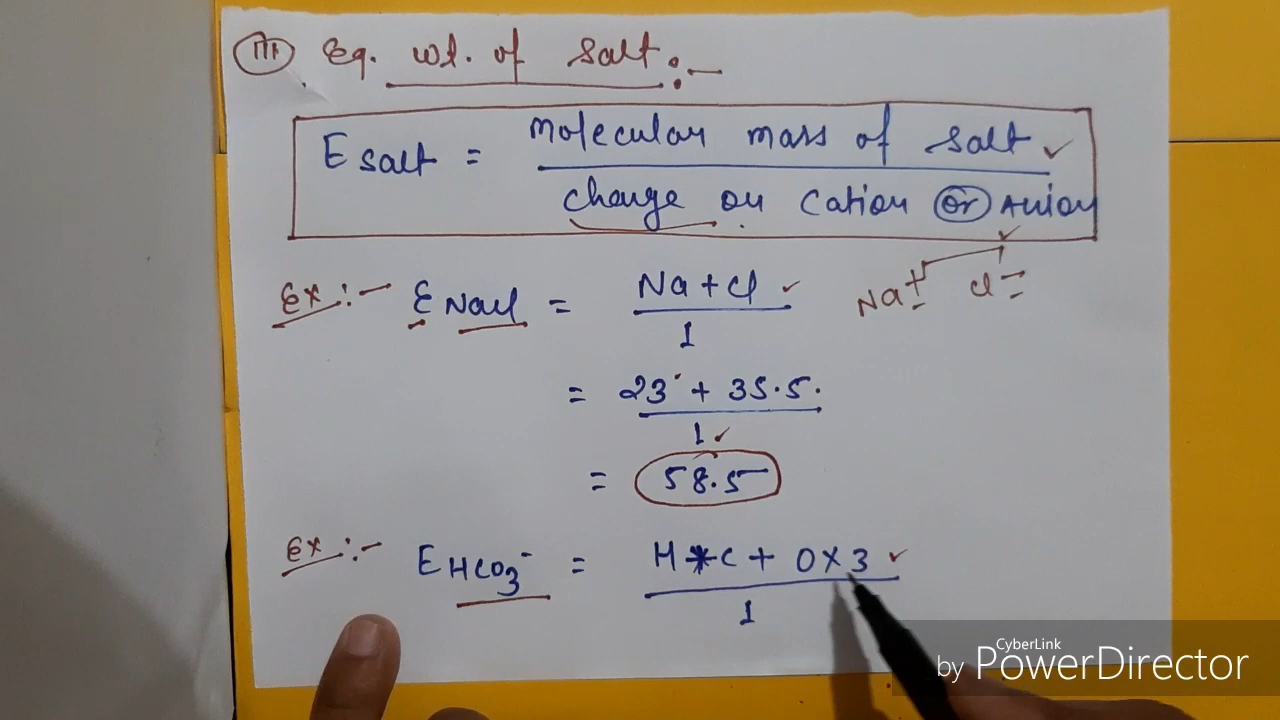 III Eq. wt. of Salt :-
E salt = molecular mass of salt ✓
charge on Cation or Anion
Ex :- E NaCl = Na + Cl ✓ Na+ Cl-
1
= 23 + 35.5.
1 ✓
= 58.5
Ex :- E HCO3- = H * C + O x 3 ✓
1
CyberLink
by PowerDirector